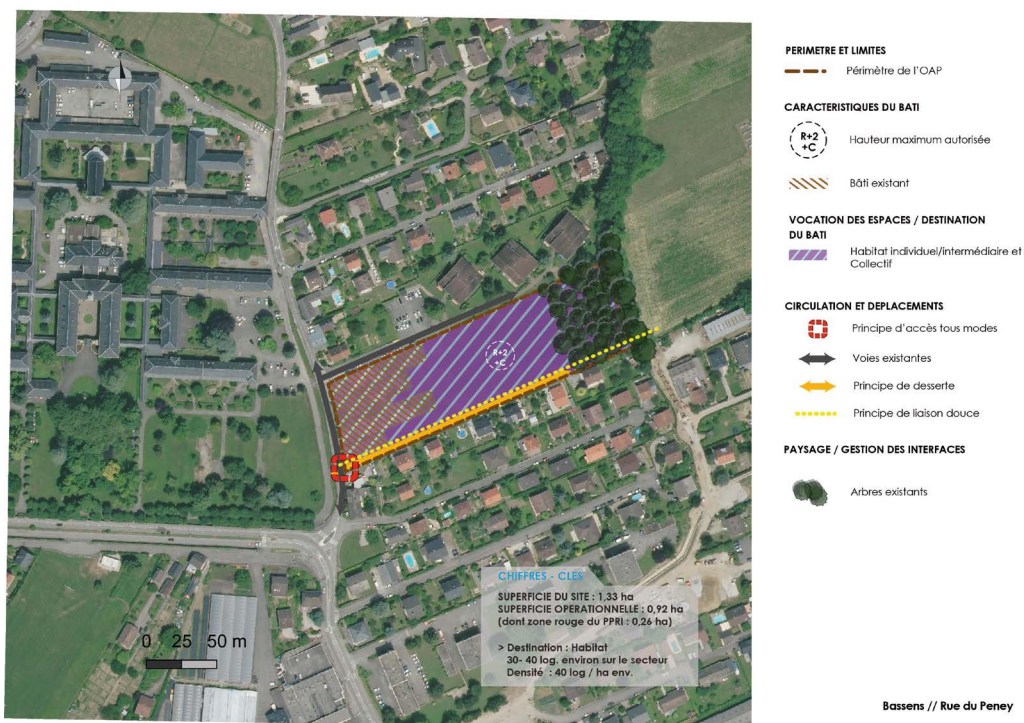 PERIMETRE ET LIMITES
Périmètre de l'OAP
CARACTERISTIQUES DU BATI
R+2
+C
Hauteur maximum autorisée
Bâti existant
VOCATION DES ESPACES / DESTINATION
DU BATI
Habitat individuel/intermédiaire et
Collectif
CIRCULATION ET DEPLACEMENTS
Principe d'accès tous modes
Voies existantes
Principe de desserte
Principe de liaison douce
PAYSAGE / GESTION DES INTERFACES
Arbres existants
R+2
+C
CHIFFRES - CLES
SUPERFICIE DU SITE : 1,33 ha
SUPERFICIE OPERATIONNELLE : 0,92 ha
(dont zone rouge du PPRI : 0,26 ha)
> Destination : Habitat
30- 40 log. environ sur le secteur
Densité : 40 log / ha env.
0 25 50 m
Bassens // Rue du Peney